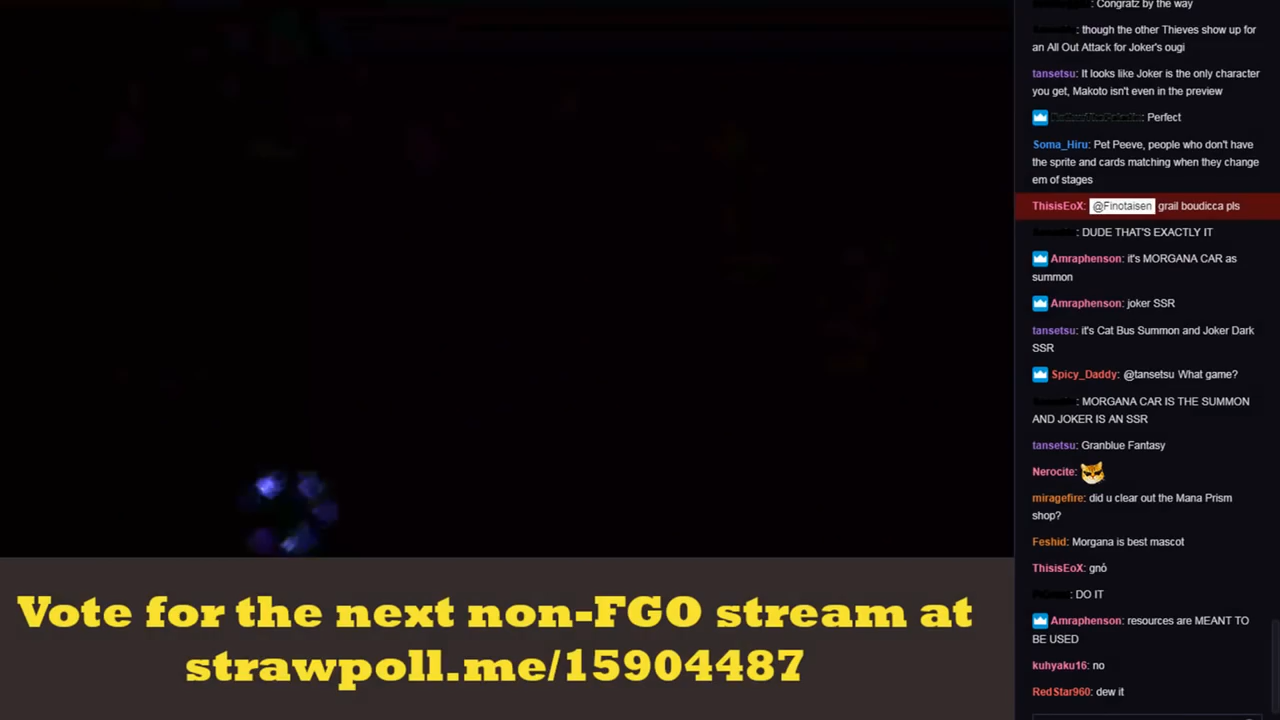 : Congratz by the way
: though the other Thieves show up for
an All Out Attack for Joker's ougi
tansetsu: It looks like Joker is the only character
you get, Makoto isn't even in the preview
: Perfect
Soma_Hiru: Pet Peeve, people who don't have
the sprite and cards matching when they change
em of stages
ThisisEoX: @Finotaisen grail boudicca pls
: DUDE THAT'S EXACTLY IT
Amraphenson: it's MORGANA CAR as
summon
Amraphenson: joker SSR
tansetsu: it's Cat Bus Summon and Joker Dark
SSR
Spicy_Daddy: @tansetsu What game?
: MORGANA CAR IS THE SUMMON
AND JOKER IS AN SSR
tansetsu: Granblue Fantasy
Nerocite:
miragefire: did u clear out the Mana Prism
shop?
Feshid: Morgana is best mascot
ThisisEoX: gnô
: DO IT
Amraphenson: resources are MEANT TO
BE USED
kuhyaku16: no
RedStar960: dew it
Vote for the next non-FGO stream at
strawpoll.me/15904487